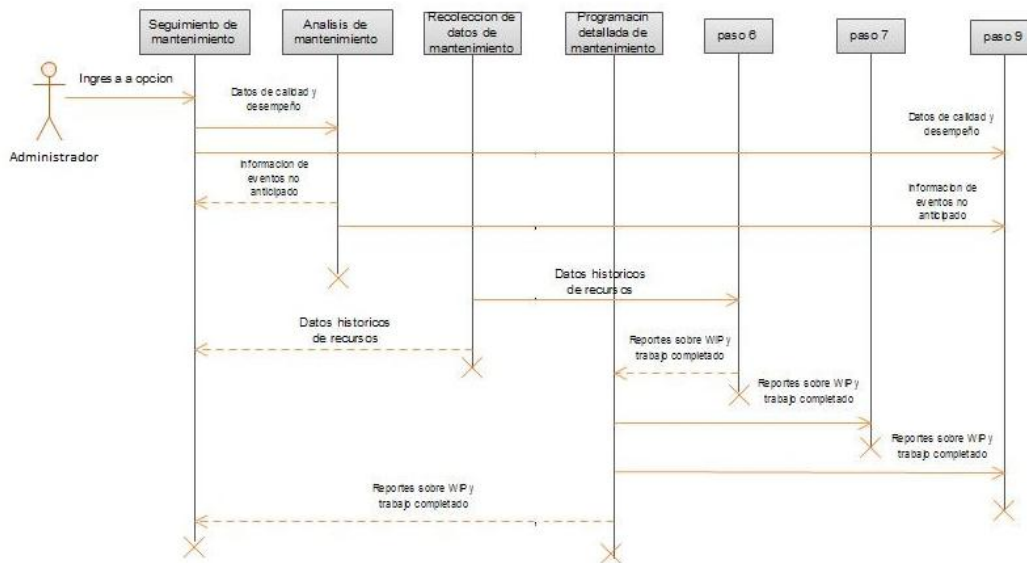 Seguimiento de
mantenimiento
Analisis de
mantenimiento
Recoleccion de
datos de
mantenimiento
Programacin
detallada de
mantenimiento
paso 6
paso 7
paso 9
Ingres a a opcion
Administrador
Datos de calidad y
desempeño
Datos de calidad y
desempeño
Informacion de
eventos no
anticipado
Informacion de
eventos no
anticipado
Datos historicos
de recursos
Datos historicos
de recursos
Reportes sobre WIP y
trabajo completado
Reportes sobre WIP y
trabajo completado
Reportes sobre WIP y
trabajo completado
Reportes sobre WIP y
trabajo completado